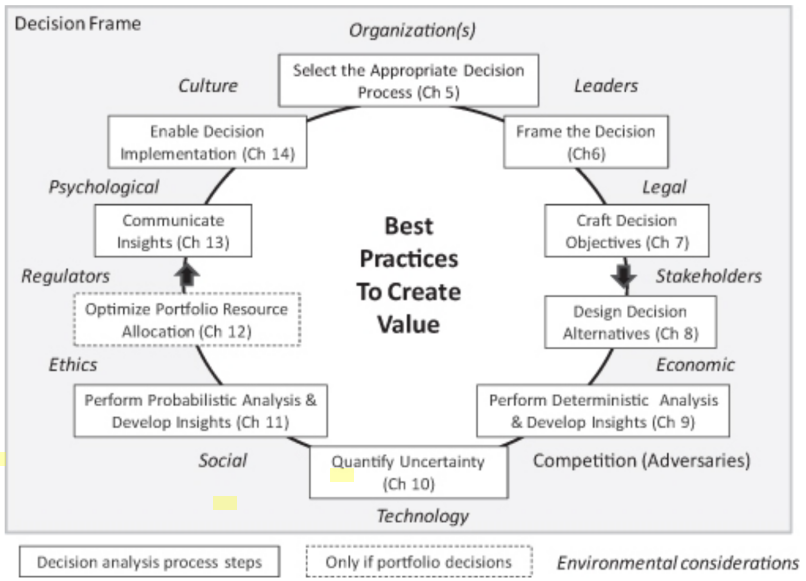 Decision Frame
Organization(s)
Select the Appropriate Decision
Process (Ch 5)
Culture
Leaders
Enable Decision
Implementation (Ch 14)
Frame the Decision
(Ch6)
Psychological
Legal
Communicate
Insights (Ch 13)
Craft Decision
Objectives (Ch 7)
Best
Practices
To Create
Value
Regulators
Stakeholders
Optimize Portfolio Resource
Allocation (Ch 12)
Design Decision
Alternatives (Ch 8)
Ethics
Economic
Perform Probabilistic Analysis &
Develop Insights (Ch 11)
Perform Deterministic Analysis
& Develop Insights (Ch 9)
Social
Quantify Uncertainty
(Ch 10)
Competition (Adversaries)
Technology
Decision analysis process steps
Only if portfolio decisions
Environmental considerations